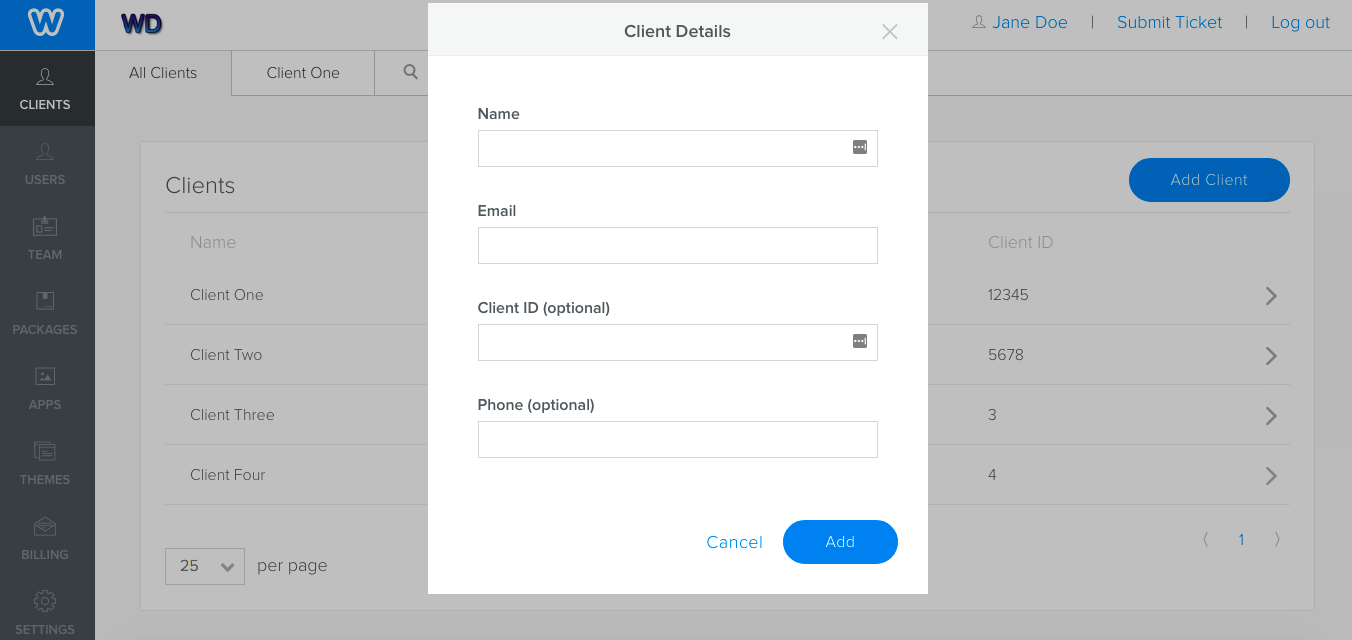 WD
Jane Doe | Submit Ticket | Log out
All Clients
Client One
CLIENTS
USERS
TEAM
PACKAGES
APPS
THEMES
BILLING
SETTINGS
Clients
Add Client
Name
Client ID
Client One
12345
Client Two
5678
Client Three
3
Client Four
4
25 per page
1
Client Details
Name
Email
Client ID (optional)
Phone (optional)
Cancel
Add